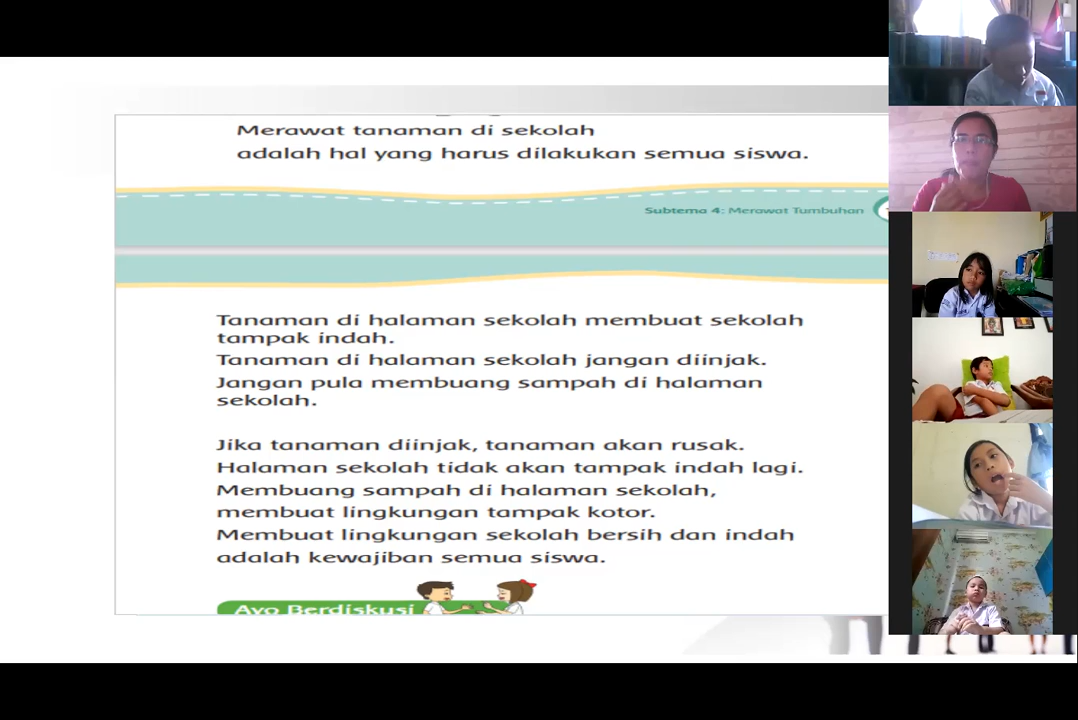 Merawat tanaman di sekolah
adalah hal yang harus dilakukan semua siswa.
Subtema 4: Merawat Tumbuhan
Tanaman di halaman sekolah membuat sekolah
tampak indah.
Tanaman di halaman sekolah jangan diinjak.
Jangan pula membuang sampah di halaman
sekolah.
Jika tanaman diinjak, tanaman akan rusak.
Halaman sekolah tidak akan tampak indah lagi.
Membuang sampah di halaman sekolah,
membuat lingkungan tampak kotor.
Membuat lingkungan sekolah bersih dan indah
adalah kewajiban semua siswa.
Ayo Berdiskusi